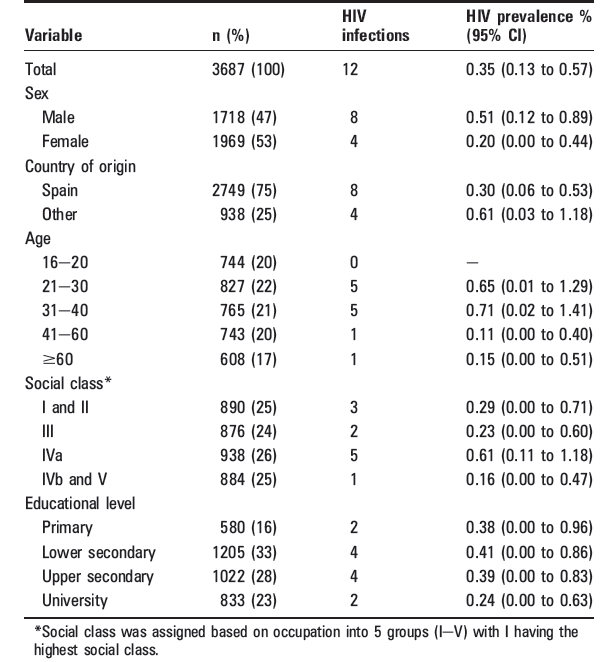 Variable n (%) HIV infections HIV prevalence % (95% CI)
Total 3687 (100) 12 0.35 (0.13 to 0.57)
Sex
Male 1718 (47) 8 0.51 (0.12 to 0.89)
Female 1969 (53) 4 0.20 (0.00 to 0.44)
Country of origin
Spain 2749 (75) 8 0.30 (0.06 to 0.53)
Other 938 (25) 4 0.61 (0.03 to 1.18)
Age
16–20 744 (20) 0 –
21–30 827 (22) 5 0.65 (0.01 to 1.29)
31–40 765 (21) 5 0.71 (0.02 to 1.41)
41–60 743 (20) 1 0.11 (0.00 to 0.40)
≥60 608 (17) 1 0.15 (0.00 to 0.51)
Social class*
I and II 890 (25) 3 0.29 (0.00 to 0.71)
III 876 (24) 2 0.23 (0.00 to 0.60)
IVa 938 (26) 5 0.61 (0.11 to 1.18)
IVb and V 884 (25) 1 0.16 (0.00 to 0.47)
Educational level
Primary 580 (16) 2 0.38 (0.00 to 0.96)
Lower secondary 1205 (33) 4 0.41 (0.00 to 0.86)
Upper secondary 1022 (28) 4 0.39 (0.00 to 0.83)
University 833 (23) 2 0.24 (0.00 to 0.63)
*Social class was assigned based on occupation into 5 groups (I–V) with I having the
highest social class.